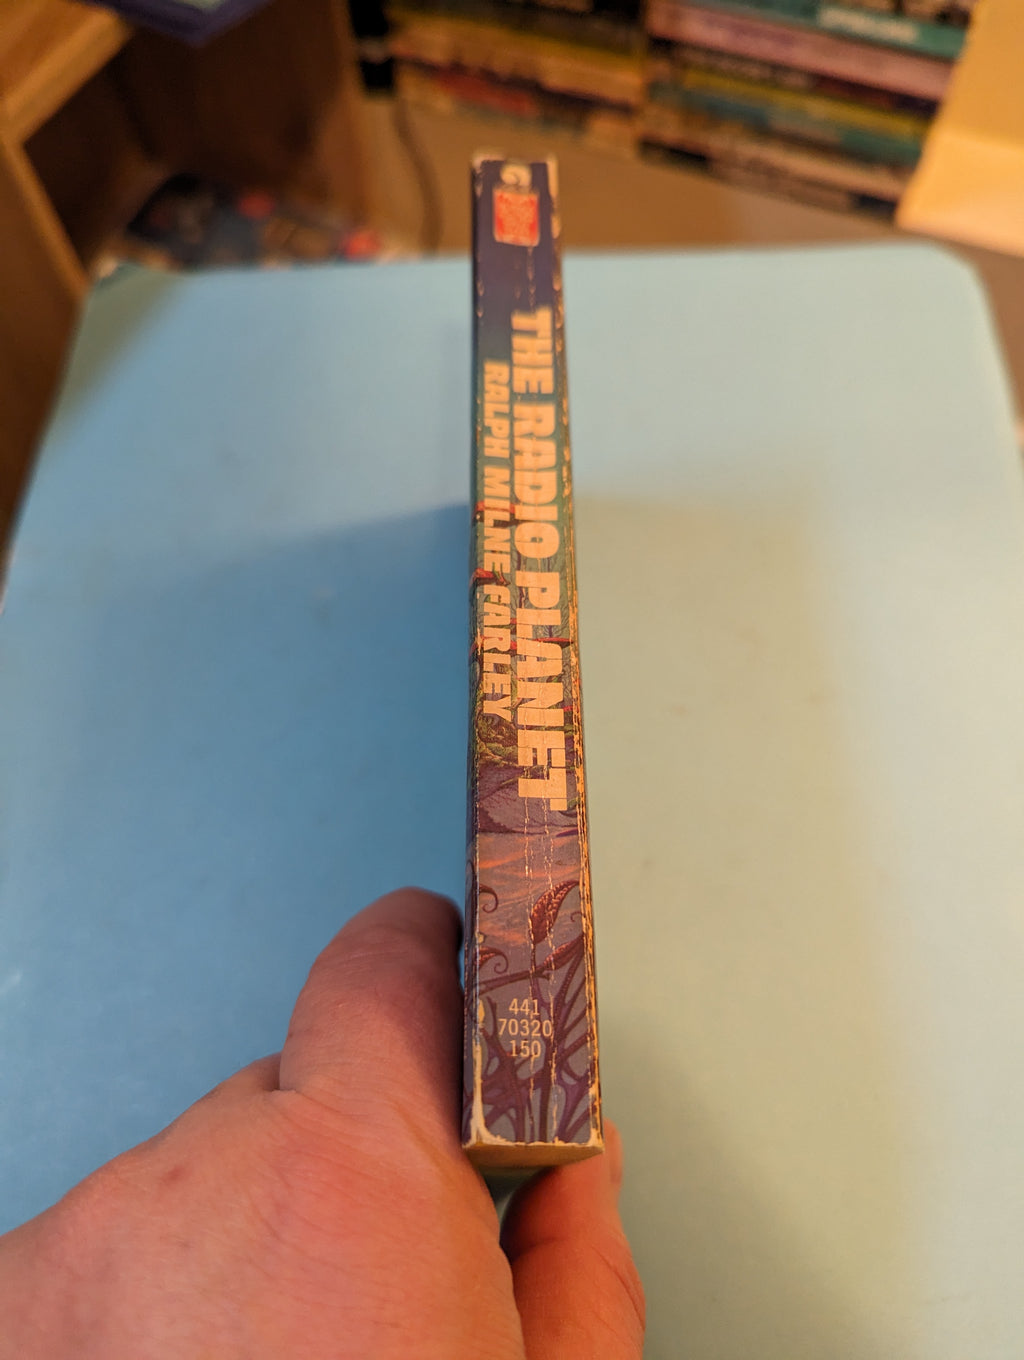 THE RADIO PLANET
RALPH MILNE FARLEY
441
70320
150